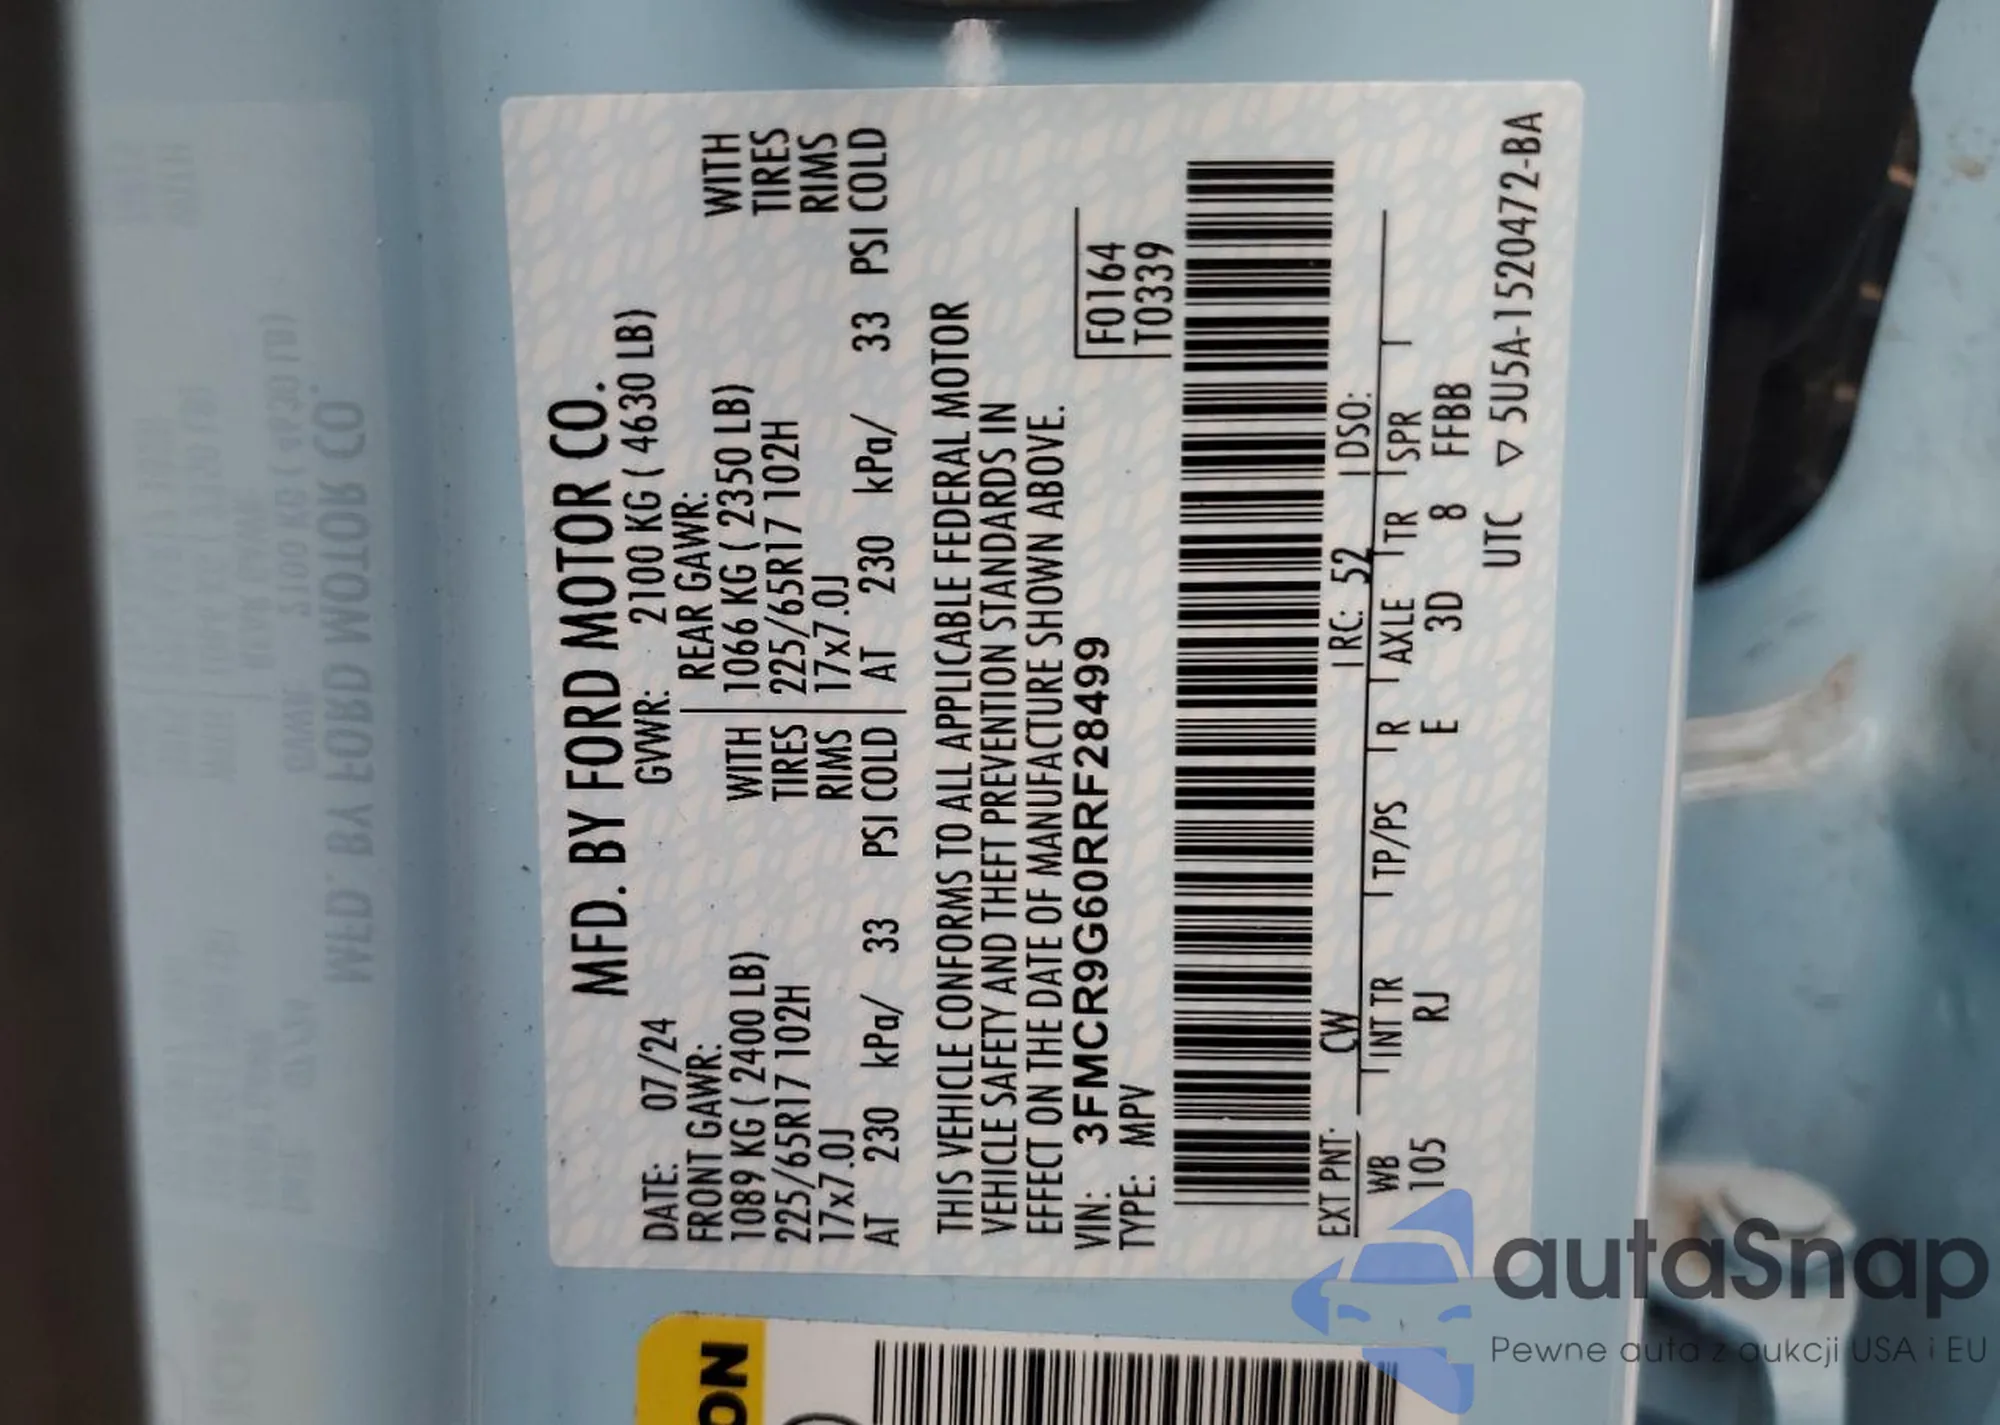 MFD. BY FORD MOTOR CO.
DATE: 07/24 GVWR: 2100 KG ( 4630 LB)
FRONT GAWR: REAR GAWR:
1089 KG ( 2400 LB) WITH 1066 KG ( 2350 LB) WITH
225/65R17 102H TIRES 225/65R17 102H TIRES
17x7.0J RIMS 17x7.0J RIMS
AT 230 kPa/ 33 PSI COLD AT 230 kPa/ 33 PSI COLD
THIS VEHICLE CONFORMS TO ALL APPLICABLE FEDERAL MOTOR
VEHICLE SAFETY AND THEFT PREVENTION STANDARDS IN
EFFECT ON THE DATE OF MANUFACTURE SHOWN ABOVE.
VIN: 3FMCR9G60RRF28499 F0164
TYPE: MPV T0339
EXT PNT: CW RC: 52 DSO:
WB INT TR TP/PS R AXLE TR SPR
105 RJ E 3D 8 FFBB
UTC ▽ 5U5A-1520472-BA
ON
autaSnap
Pewne auta z aukcji USA i EU